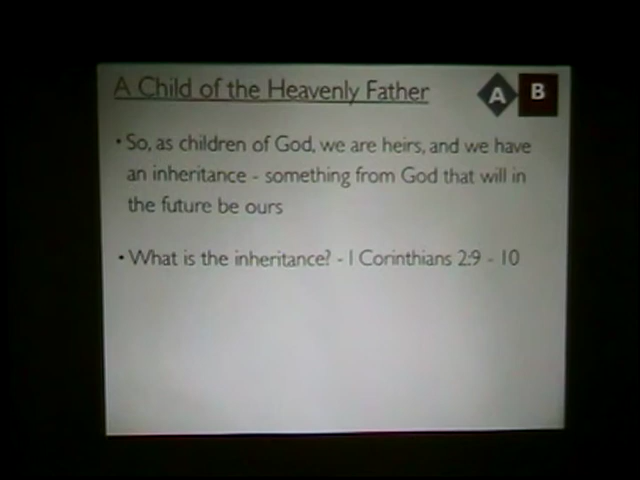 A Child of the Heavenly Father
A B
• So, as children of God, we are heirs, and we have
an inheritance - something from God that will in
the future be ours
• What is the inheritance? - 1 Corinthians 2:9 - 10